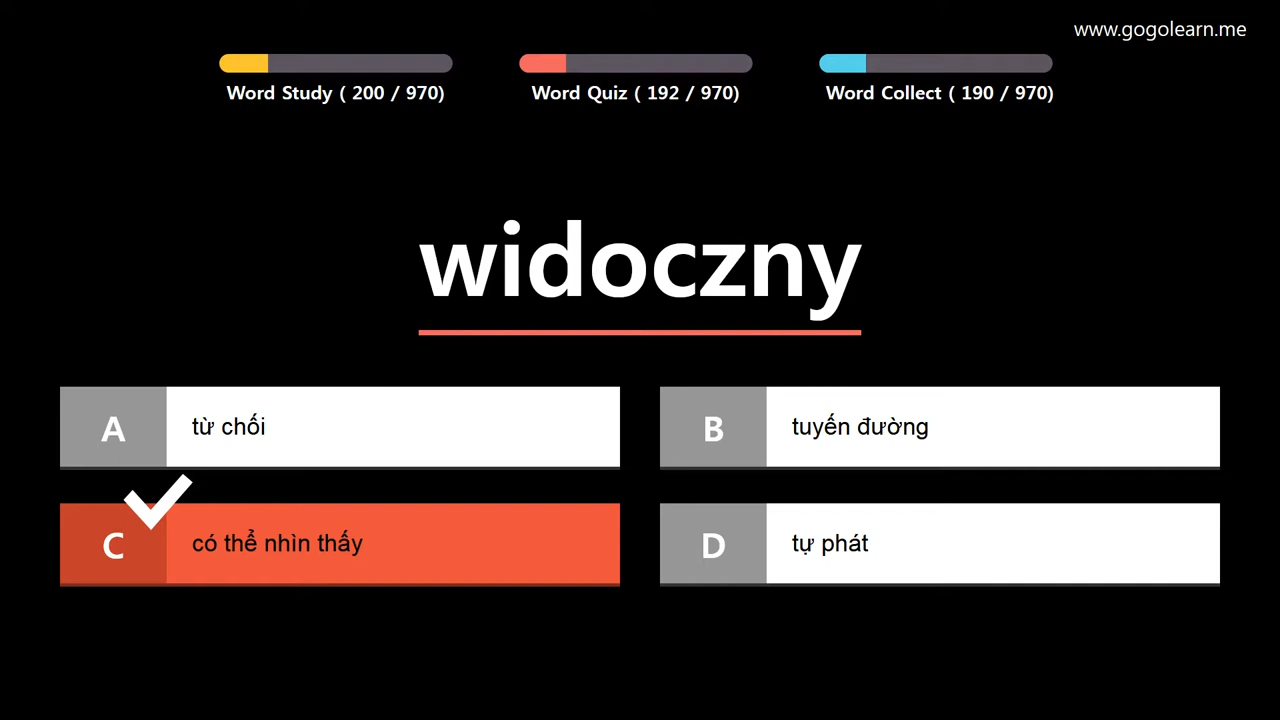 www.gogolearn.me
Word Study ( 200 / 970)
Word Quiz ( 192 / 970)
Word Collect ( 190 / 970)
widoczny
A
từ chối
B
tuyến đường
C
có thể nhìn thấy
D
tự phát